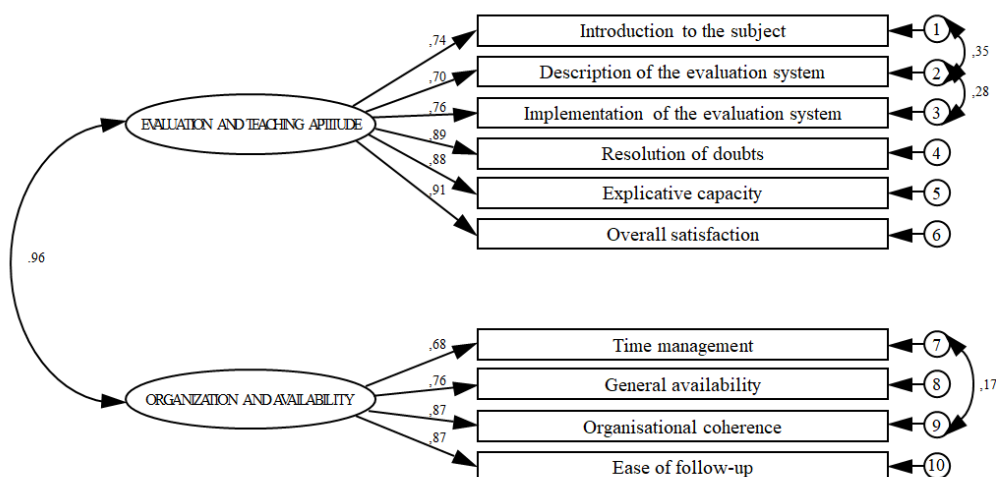 Introduction to the subject
1
,74
,35
Description of the evaluation system
2
,70
,28
Implementation of the evaluation system
3
,76
EVALUATION AND TEACHING APTITUDE
,89
Resolution of doubts
4
,88
Explicative capacity
5
,91
Overall satisfaction
6
.96
Time management
7
,68
General availability
8
,76
,17
ORGANIZATION AND AVAILABILITY
,87
Organisational coherence
9
,87
Ease of follow-up
10